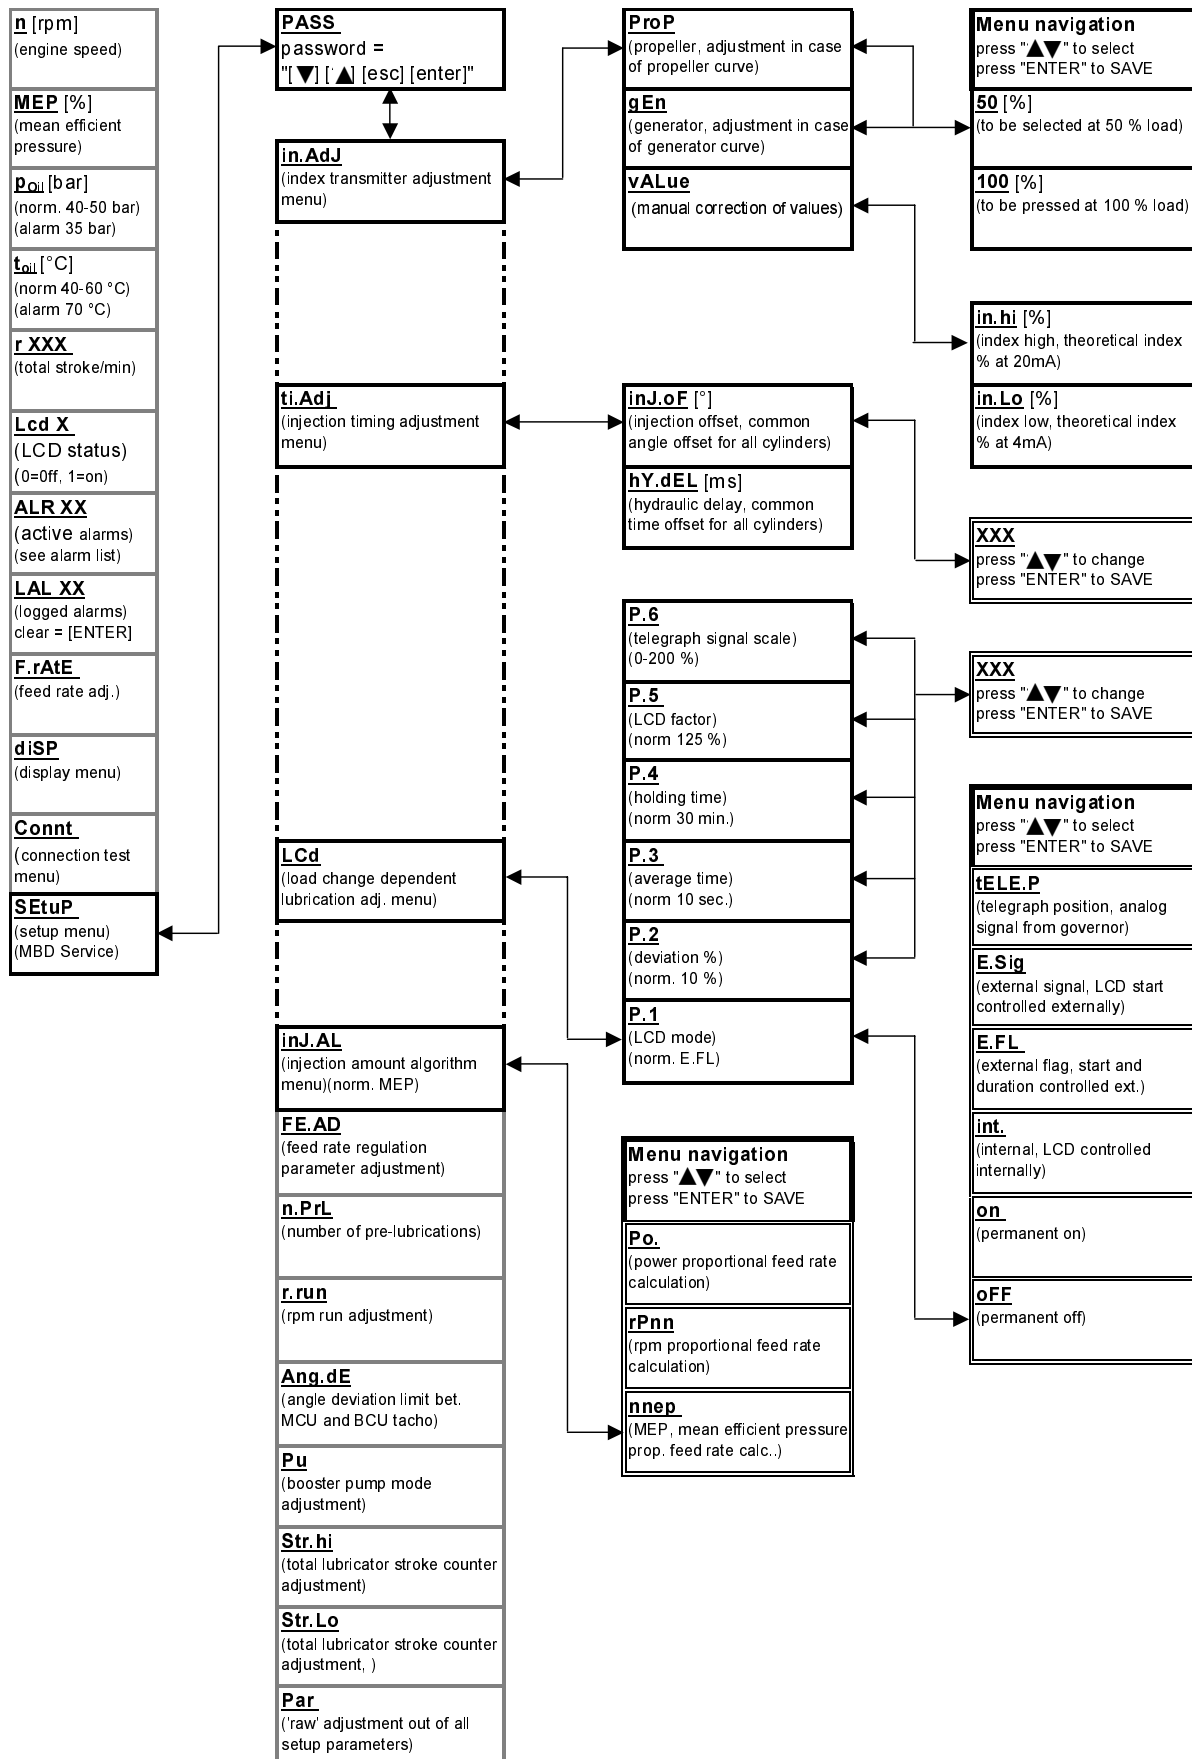 n [rpm]
(engine speed)
MEP [%]
(mean efficient
pressure)
pOil [bar]
(norm. 40-50 bar)
(alarm 35 bar)
toil [°C]
(norm 40-60 °C)
(alarm 70 °C)
r XXX
(total stroke/min)
Lcd X
(LCD status)
(0=0ff, 1=on)
ALR XX
(active alarms)
(see alarm list)
LAL XX
(logged alarms)
clear = [ENTER]
F.rAtE
(feed rate adj.)
diSP
(display menu)
Connt
(connection test
menu)
SEtuP
(setup menu)
(MBD Service)
PASS
password =
"[▼] [▲] [esc] [enter]"
in.AdJ
(index transmitter adjustment
menu)
ti.Adj
(injection timing adjustment
menu)
LCd
(load change dependent
lubrication adj. menu)
inJ.AL
(injection amount algorithm
menu)(norm. MEP)
FE.AD
(feed rate regulation
parameter adjustment)
n.PrL
(number of pre-lubrications)
r.run
(rpm run adjustment)
Ang.dE
(angle deviation limit bet.
MCU and BCU tacho)
Pu
(booster pump mode
adjustment)
Str.hi
(total lubricator stroke counter
adjustment)
Str.Lo
(total lubricator stroke counter
adjustment, )
Par
('raw' adjustment out of all
setup parameters)
ProP
(propeller, adjustment in case
of propeller curve)
gEn
(generator, adjustment in case
of generator curve)
vALue
(manual correction of values)
inJ.oF [°]
(injection offset, common
angle offset for all cylinders)
hY.dEL [ms]
(hydraulic delay, common
time offset for all cylinders)
P.6
(telegraph signal scale)
(0-200 %)
P.5
(LCD factor)
(norm 125 %)
P.4
(holding time)
(norm 30 min.)
P.3
(average time)
(norm 10 sec.)
P.2
(deviation %)
(norm. 10 %)
P.1
(LCD mode)
(norm. E.FL)
Menu navigation
press "▲▼" to select
press "ENTER" to SAVE
Po.
(power proportional feed rate
calculation)
rPnn
(rpm proportional feed rate
calculation)
nnep
(MEP, mean efficient pressure
prop. feed rate calc..)
Menu navigation
press "▲▼" to select
press "ENTER" to SAVE
50 [%]
(to be selected at 50 % load)
100 [%]
(to be pressed at 100 % load)
in.hi [%]
(index high, theoretical index
% at 20mA)
in.Lo [%]
(index low, theoretical index
% at 4mA)
XXX
press "▲▼" to change
press "ENTER" to SAVE
XXX
press "▲▼" to change
press "ENTER" to SAVE
Menu navigation
press "▲▼" to select
press "ENTER" to SAVE
tELE.P
(telegraph position, analog
signal from governor)
E.Sig
(external signal, LCD start
controlled externally)
E.FL
(external flag, start and
duration controlled ext.)
int.
(internal, LCD controlled
internally)
on
(permanent on)
oFF
(permanent off)